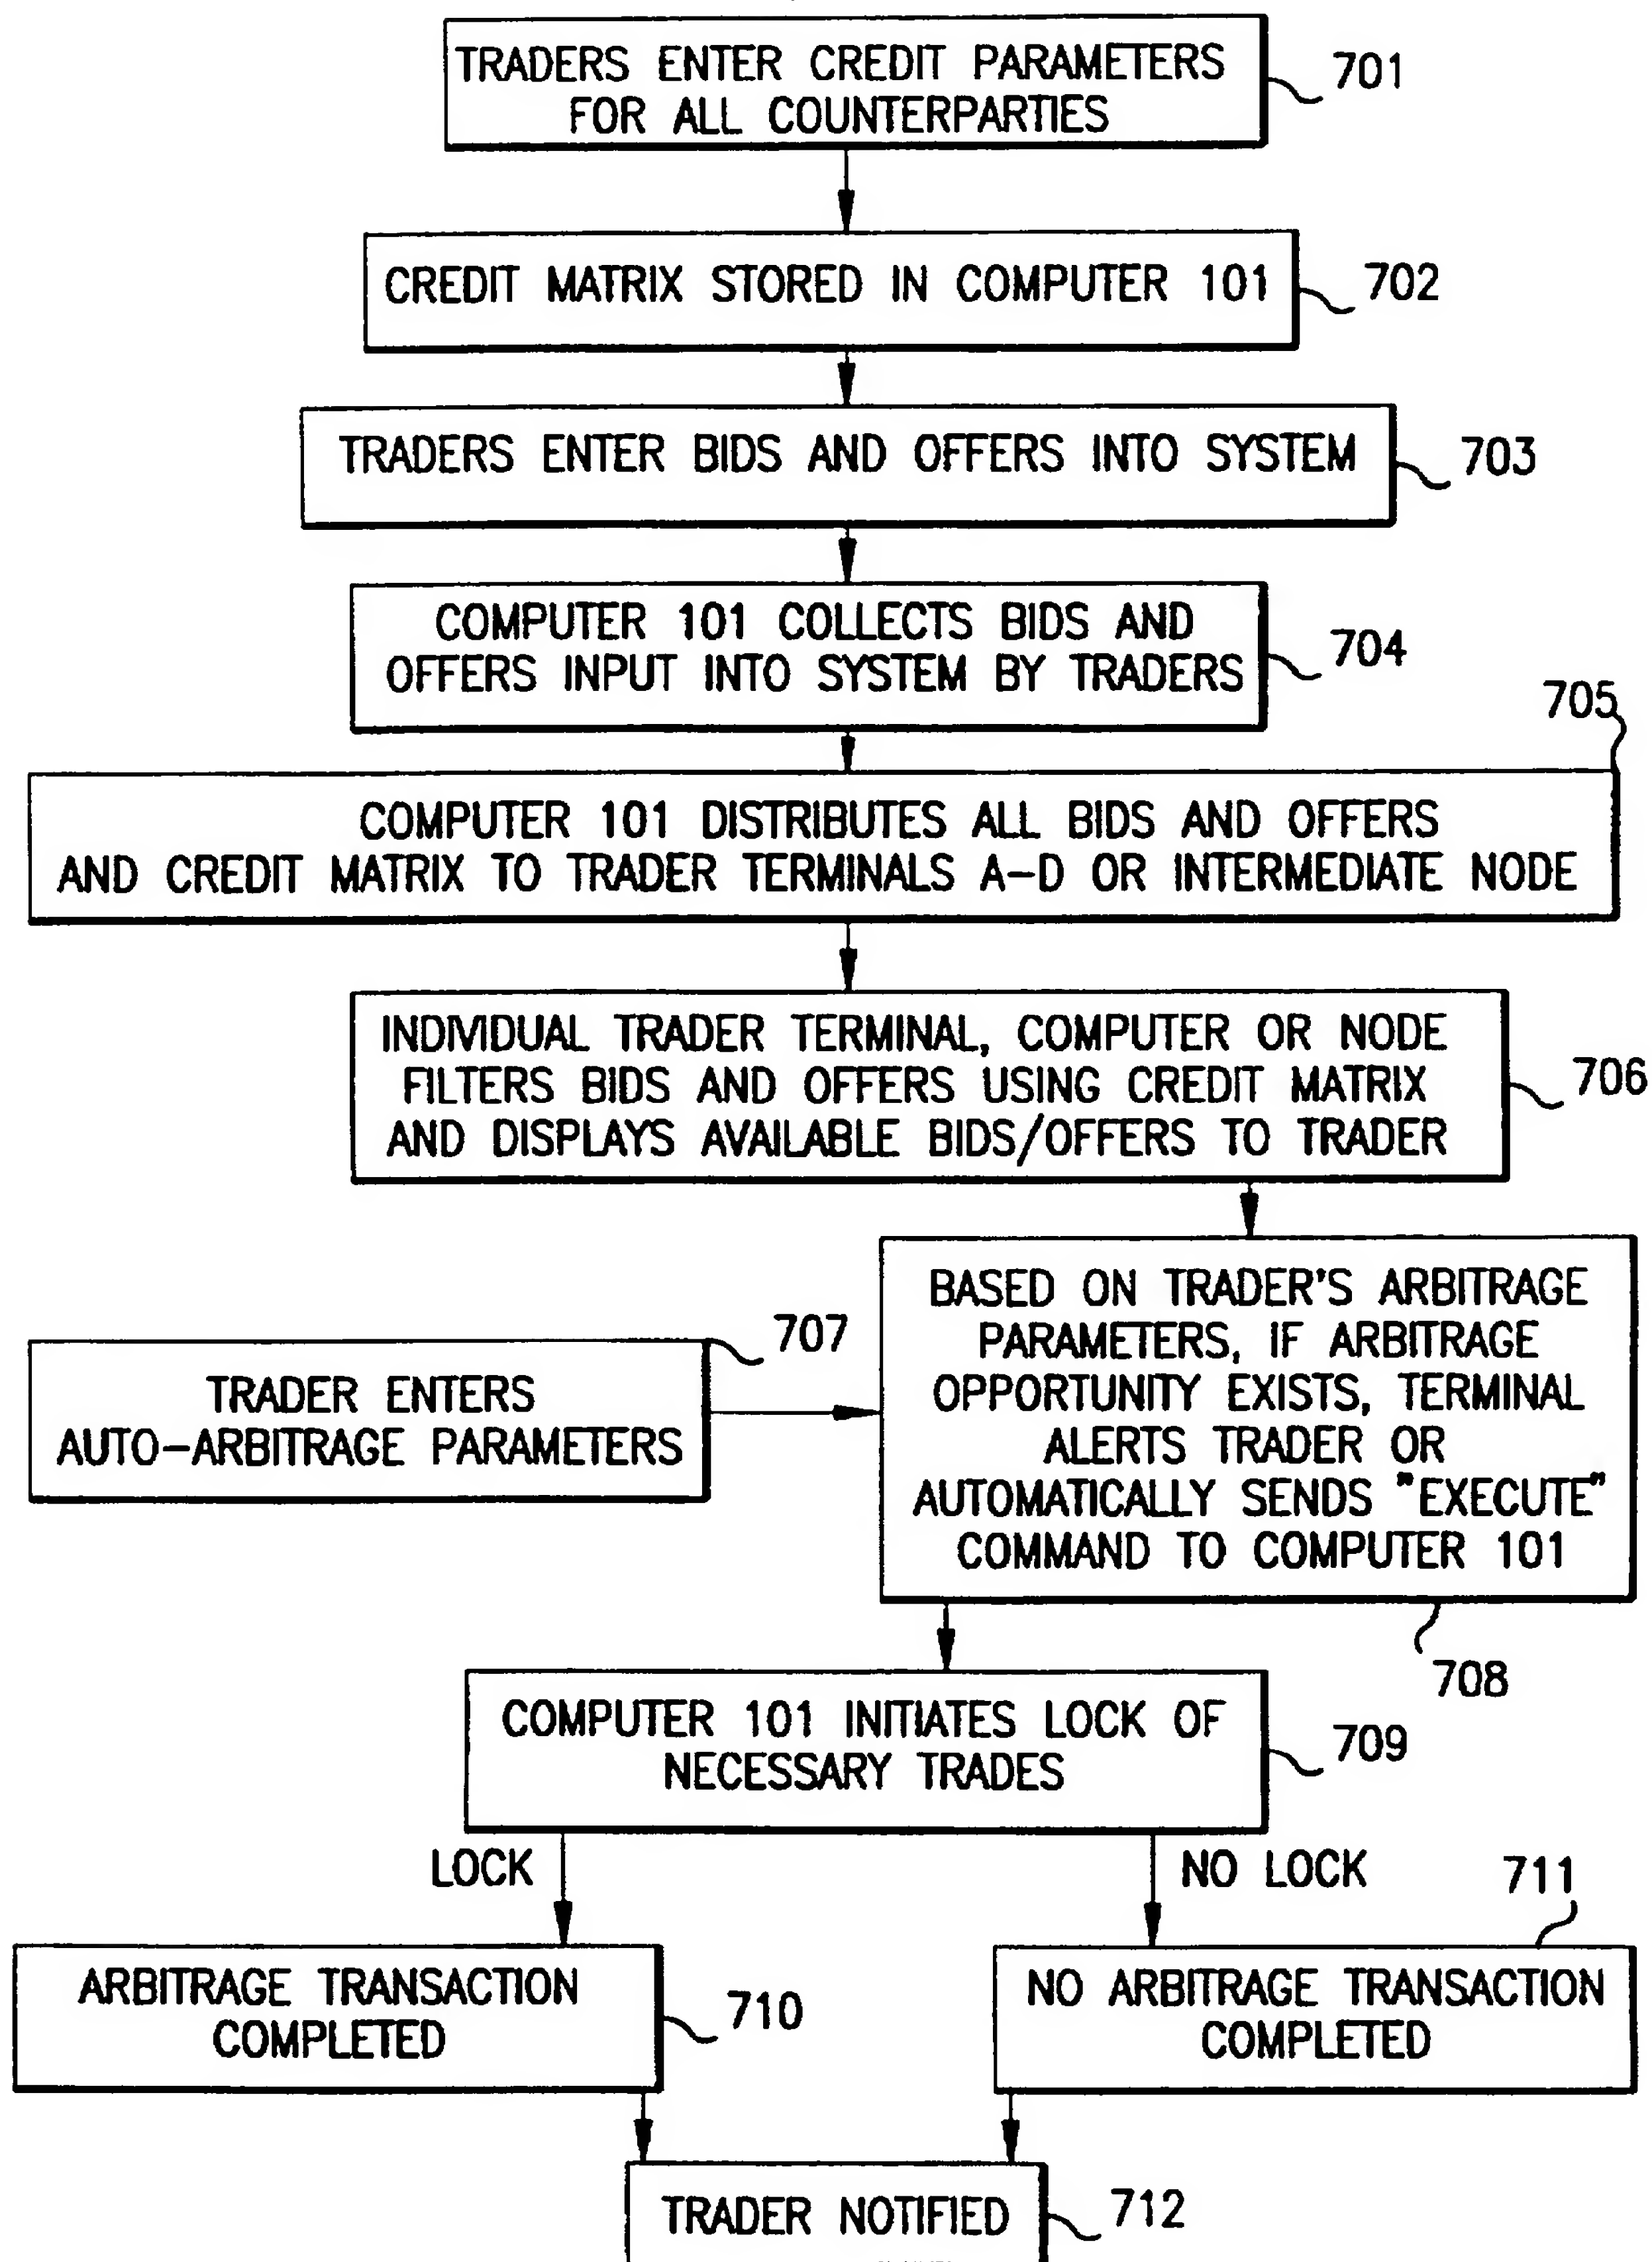 TRADERS ENTER CREDIT PARAMETERS
FOR ALL COUNTERPARTIES
701
CREDIT MATRIX STORED IN COMPUTER 101
702
TRADERS ENTER BIDS AND OFFERS INTO SYSTEM
703
COMPUTER 101 COLLECTS BIDS AND
OFFERS INPUT INTO SYSTEM BY TRADERS
704
705
COMPUTER 101 DISTRIBUTES ALL BIDS AND OFFERS
AND CREDIT MATRIX TO TRADER TERMINALS A-D OR INTERMEDIATE NODE
INDIVIDUAL TRADER TERMINAL, COMPUTER OR NODE
FILTERS BIDS AND OFFERS USING CREDIT MATRIX
AND DISPLAYS AVAILABLE BIDS/OFFERS TO TRADER
706
707
TRADER ENTERS
AUTO-ARBITRAGE PARAMETERS
BASED ON TRADER'S ARBITRAGE
PARAMETERS, IF ARBITRAGE
OPPORTUNITY EXISTS, TERMINAL
ALERTS TRADER OR
AUTOMATICALLY SENDS "EXECUTE"
COMMAND TO COMPUTER 101
708
COMPUTER 101 INITIATES LOCK OF
NECESSARY TRADES
709
LOCK
NO LOCK
711
ARBITRAGE TRANSACTION
COMPLETED
710
NO ARBITRAGE TRANSACTION
COMPLETED
TRADER NOTIFIED
712